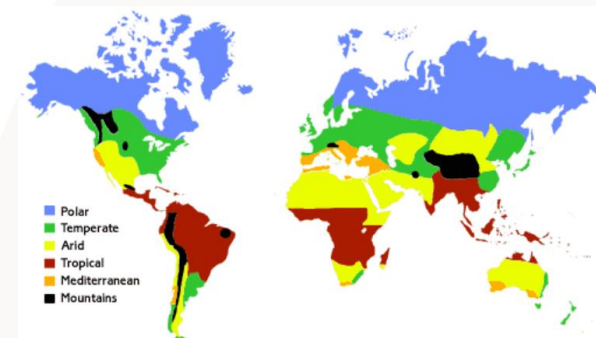 Polar
Temperate
Arid
Tropical
Mediterranean
Mountains